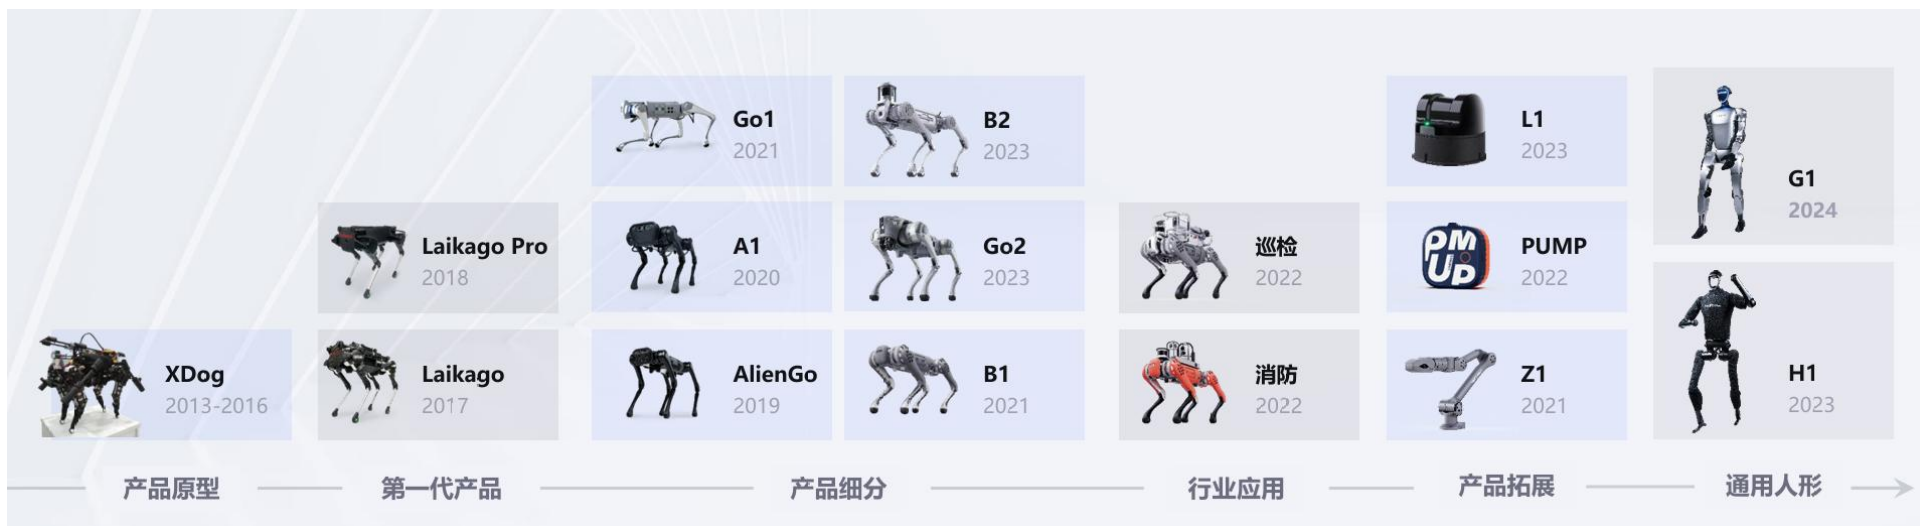 XDog
2013-2016
产品原型
Laikago Pro
2018
Laikago
2017
第一代产品
Go1
2021
A1
2020
AlienGo
2019
B2
2023
Go2
2023
B1
2021
产品细分
巡检
2022
消防
2022
行业应用
L1
2023
PM
UP
PUMP
2022
Z1
2021
产品拓展
G1
2024
H1
2023
通用人形